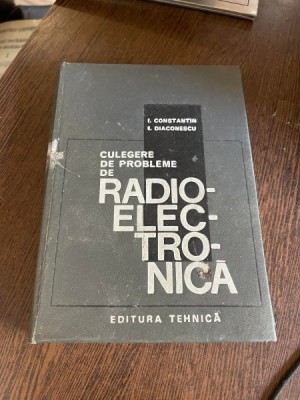 I. CONSTANTIN
E. DIACONESCU
CULEGERE
DE PROBLEME
DE
RADIO-
ELEC-
TRO-
NICĂ
EDITURA TEHNICĂ